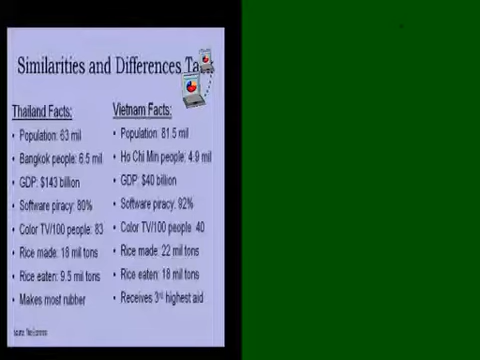 Similarities and Differences
Thailand Facts:
• Population: 63 mil
• Bangkok people: 6.5 mil
• GDP: $143 billion
• Software piracy: 80%
• Color TV/100 people: 83
• Rice made: 18 mil tons
• Rice eaten: 9.5 mil tons
• Makes most rubber
Vietnam Facts:
• Population: 81.5 mil
• Ho Chi Min people: 4.9 mil
• GDP: $40 billion
• Software piracy: 92%
• Color TV/100 people: 40
• Rice made: 22 mil tons
• Rice eaten: 18 mil tons
• Receives 3rd highest aid